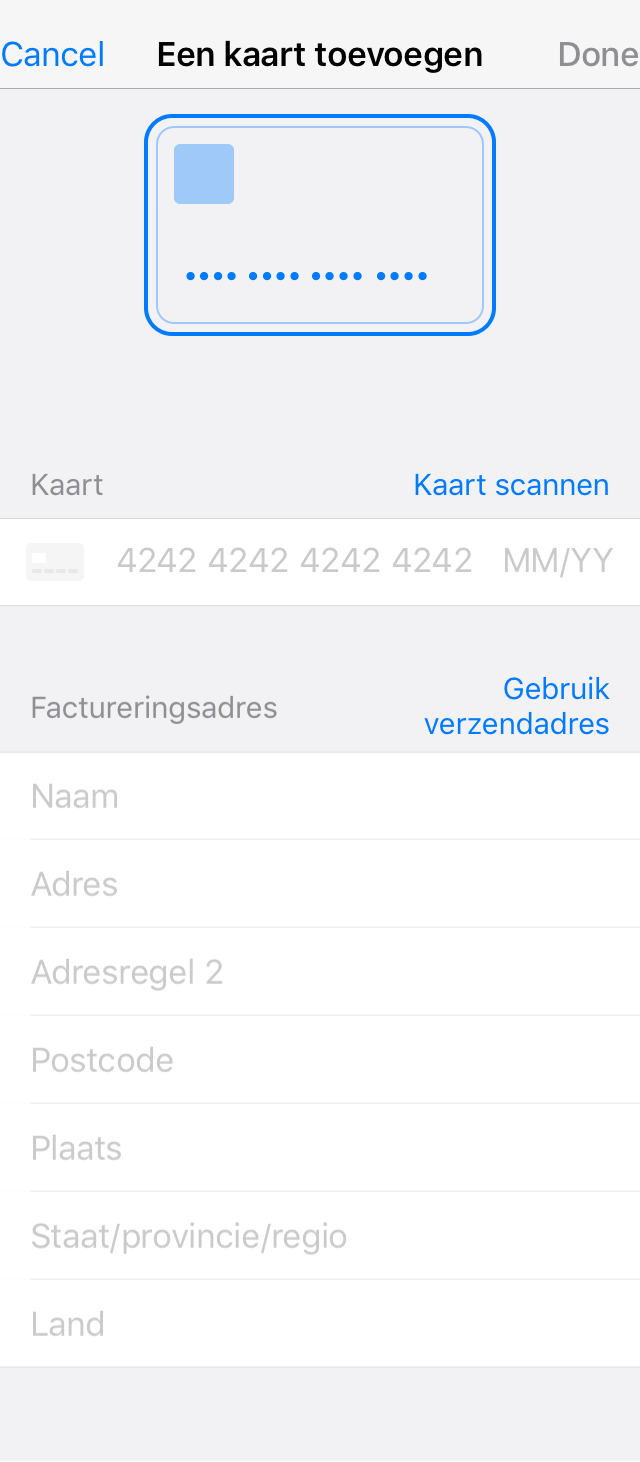 Cancel Een kaart toevoegen Done
•••• •••• •••• ••••
Kaart Kaart scannen
4242 4242 4242 4242 MM/YY
Factureringsadres Gebruik
verzendadres
Naam
Adres
Adresregel 2
Postcode
Plaats
Staat/provincie/regio
Land